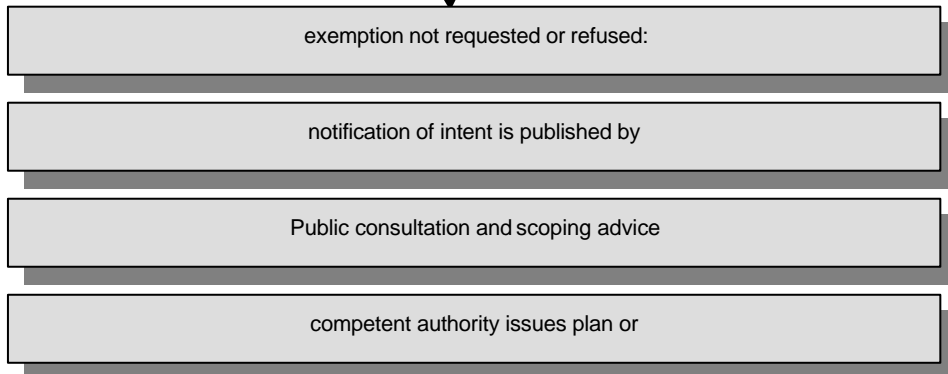 exemption not requested or refused:
notification of intent is published by
Public consultation and scoping advice
competent authority issues plan or